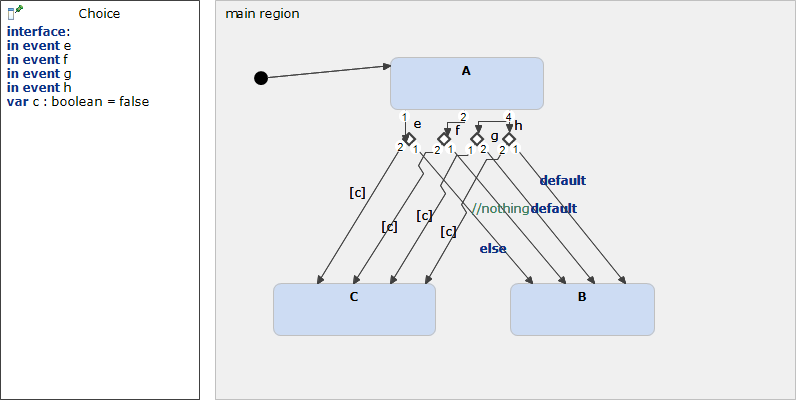 Choice
interface:
in event e
in event f
in event g
in event h
var c : boolean = false
main region
A
1
2
4
e
f
g
h
2
1
2
1
1
2
2
1
[c]
[c]
[c]
[c]
//nothing
default
default
else
C
B